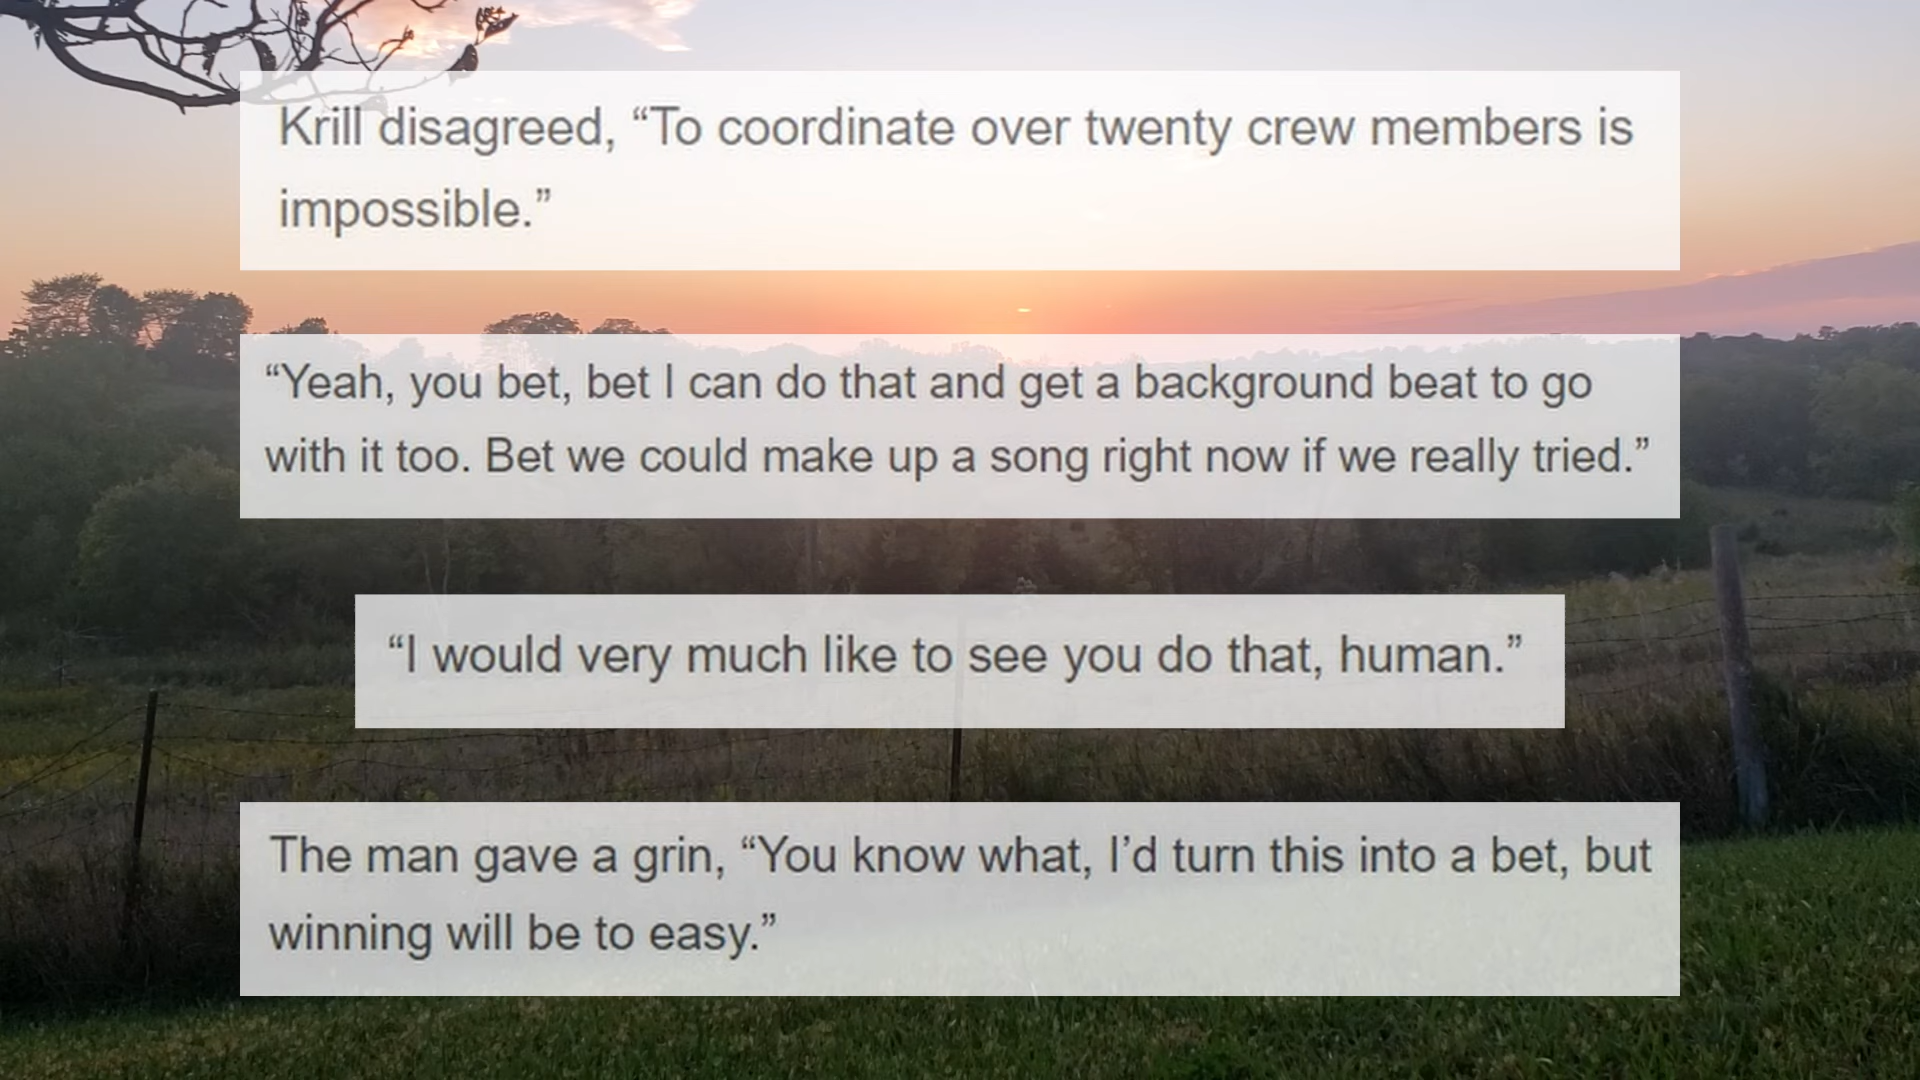 Krill disagreed, “To coordinate over twenty crew members is
impossible.”
“Yeah, you bet, bet I can do that and get a background beat to go
with it too. Bet we could make up a song right now if we really tried.”
“I would very much like to see you do that, human.”
The man gave a grin, “You know what, I’d turn this into a bet, but
winning will be to easy.”